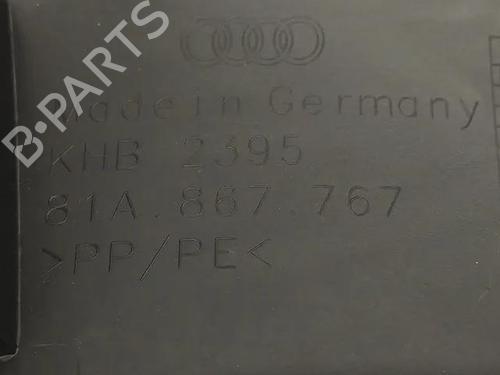 B-PARTS
Made in Germany
KHB 2395
81A.867.767
>PP/PE<